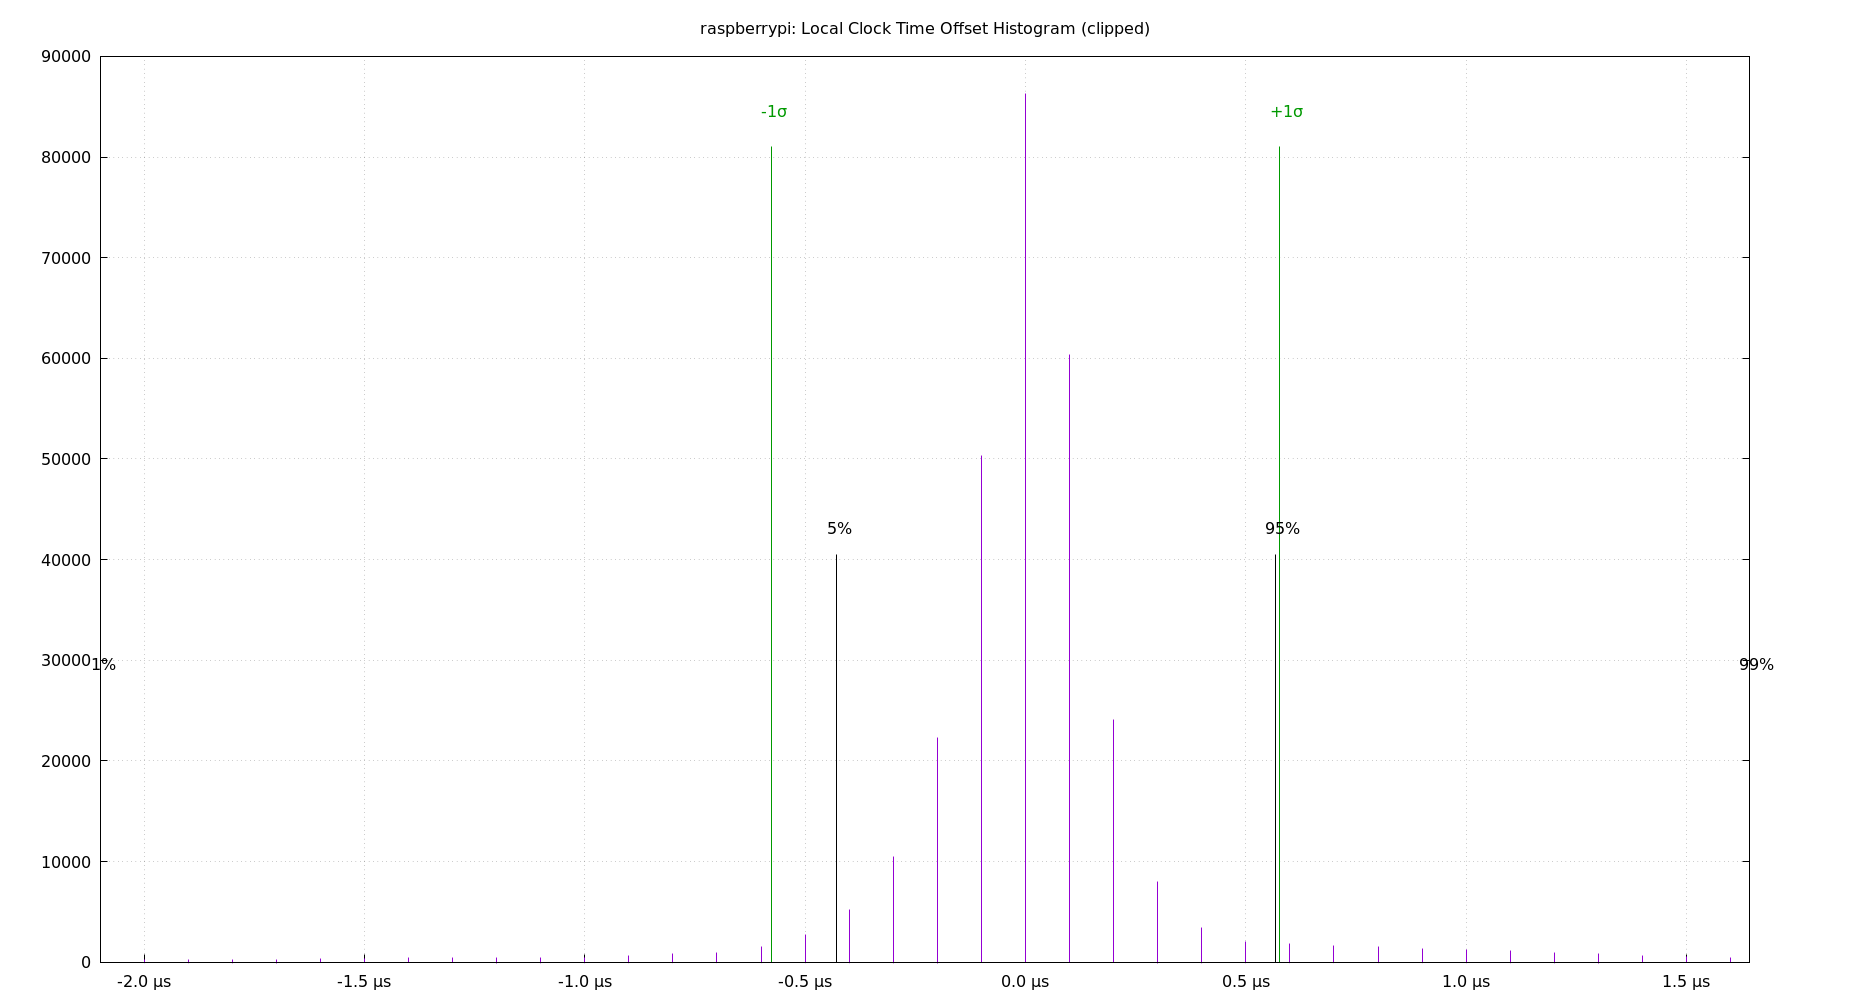 raspberrypi: Local Clock Time Offset Histogram (clipped)
90000
-1σ
+1σ
80000
70000
60000
50000
5%
95%
40000
30000
1%
99%
20000
10000
0
-2.0 µs
-1.5 µs
-1.0 µs
-0.5 µs
0.0 µs
0.5 µs
1.0 µs
1.5 µs